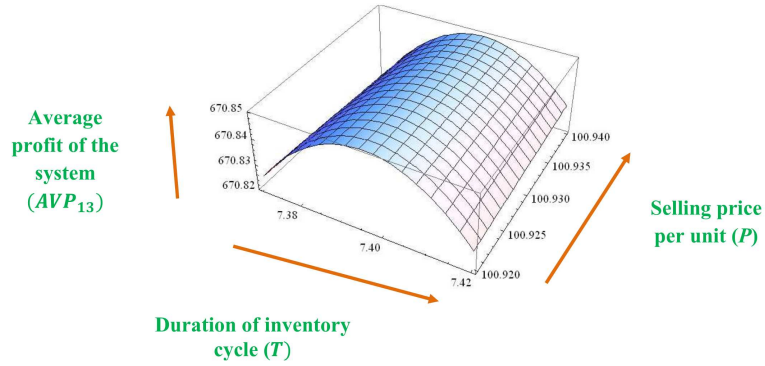 670.85
670.84
670.83
670.82
Average
profit of the
system
(AVP₁₃)
7.38
7.40
7.42
100.940
100.935
100.930
100.925
100.920
Selling price
per unit (P)
Duration of inventory
cycle (T)